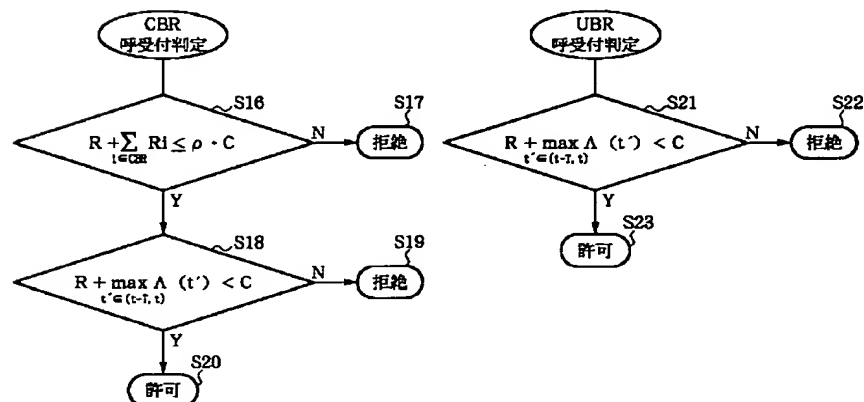 CBR
呼受付判定
S16
R + Σ Ri ≤ ρ・C
i∈CBR
N
S17
拒絶
Y
S18
R + max Λ (t´) < C
t´∈(t-T, t)
N
S19
拒絶
Y
S20
許可
UBR
呼受付判定
S21
R + max Λ (t´) < C
t´∈(t-T, t)
N
S22
拒絶
Y
S23
許可